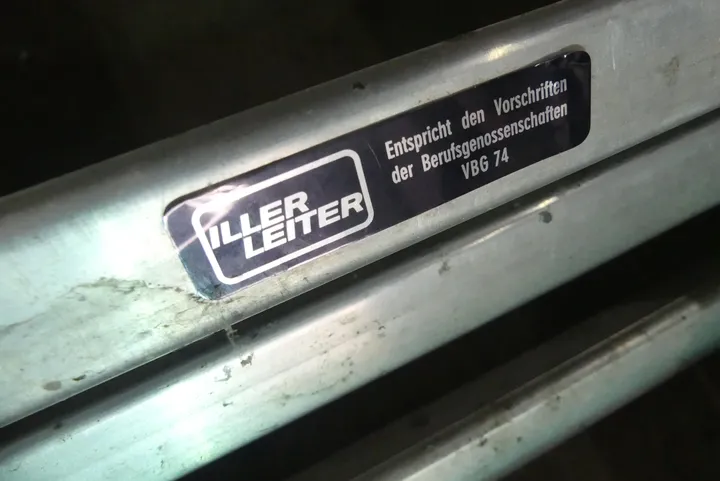 ILLER
LEITER
Entspricht den Vorschriften
der Berufsgenossenschaften
VBG 74